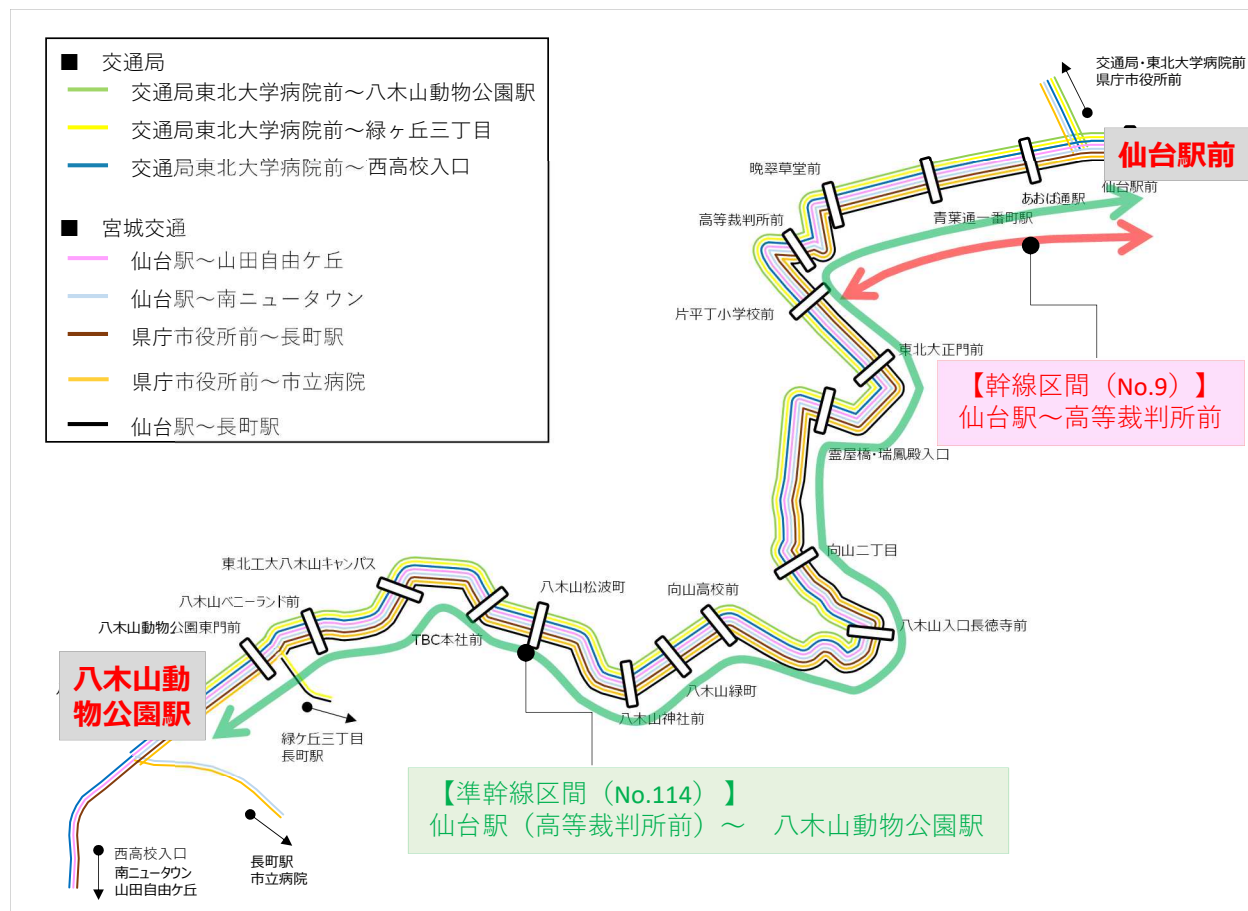 ■ 交通局
交通局東北大学病院前～八木山動物公園駅
交通局東北大学病院前～緑ヶ丘三丁目
交通局東北大学病院前～西高校入口
■ 宮城交通
仙台駅～山田自由ケ丘
仙台駅～南ニュータウン
県庁市役所前～長町駅
県庁市役所前～市立病院
仙台駅～長町駅
交通局・東北大学病院前
県庁市役所前
仙台駅前
仙台駅前
あおば通駅
青葉通一番町駅
晩翠草堂前
高等裁判所前
片平丁小学校前
東北大正門前
【幹線区間（No.9）】
仙台駅～高等裁判所前
霊屋橋・瑞鳳殿入口
向山二丁目
八木山入口長徳寺前
向山高校前
八木山緑町
八木山神社前
八木山松波町
TBC本社前
東北工大八木山キャンパス
八木山ベニーランド前
八木山動物公園東門前
八木山動
物公園駅
緑ケ丘三丁目
長町駅
【準幹線区間（No.114）】
仙台駅（高等裁判所前）～ 八木山動物公園駅
長町駅
市立病院
西高校入口
南ニュータウン
山田自由ケ丘